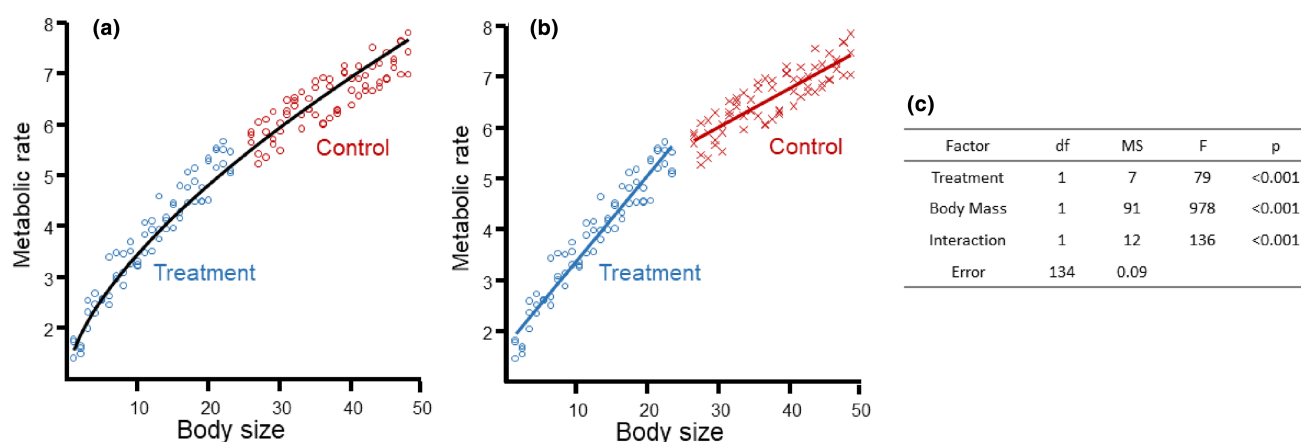 (a)
8
7
6
5
4
3
2
Metabolic rate
Control
Treatment
10 20 30 40 50
Body size
(b)
8
7
6
5
4
3
2
Metabolic rate
Control
Treatment
10 20 30 40 50
Body size
(c)
Factor df MS F p
Treatment 1 7 79 <0.001
Body Mass 1 91 978 <0.001
Interaction 1 12 136 <0.001
Error 134 0.09